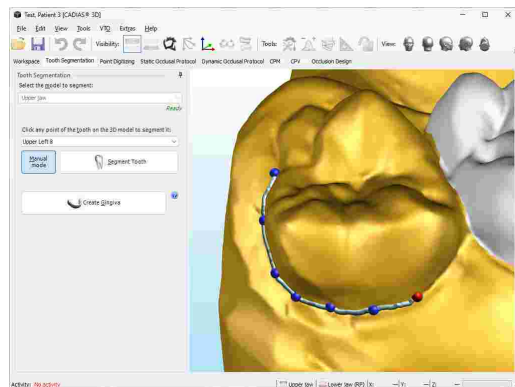 Test, Patient 3 [CADIAS® 3D]
File Edit View Tools VTO Extras Help
Visibility: Tools: View:
Workspace Tooth Segmentation Point Digitizing Static Occlusal Protocol Dynamic Occlusal Protocol CPM CPV Occlusion Design
Tooth Segmentation
Select the model to segment:
Upper Jaw
Ready
Click any point of the tooth on the 3D model to segment it:
Upper Left 8
Manual mode Segment Tooth
Create Gingiva
Activity: No activity Upper Jaw Lower Jaw (RP) X: — Y: — Z: —